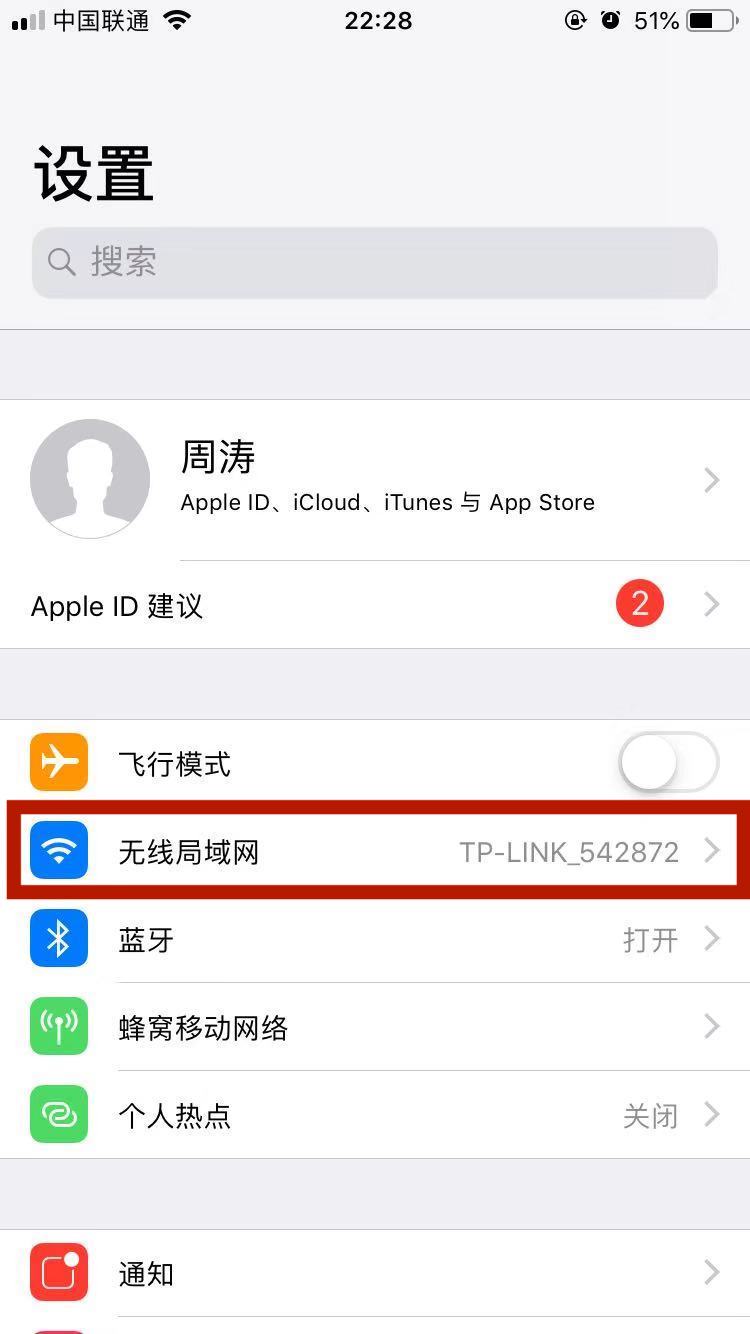 中国联通 22:28 51%
设置
搜索
周涛
Apple ID、iCloud、iTunes 与 App Store
Apple ID 建议 2
飞行模式
无线局域网 TP-LINK_542872
蓝牙 打开
蜂窝移动网络
个人热点 关闭
通知